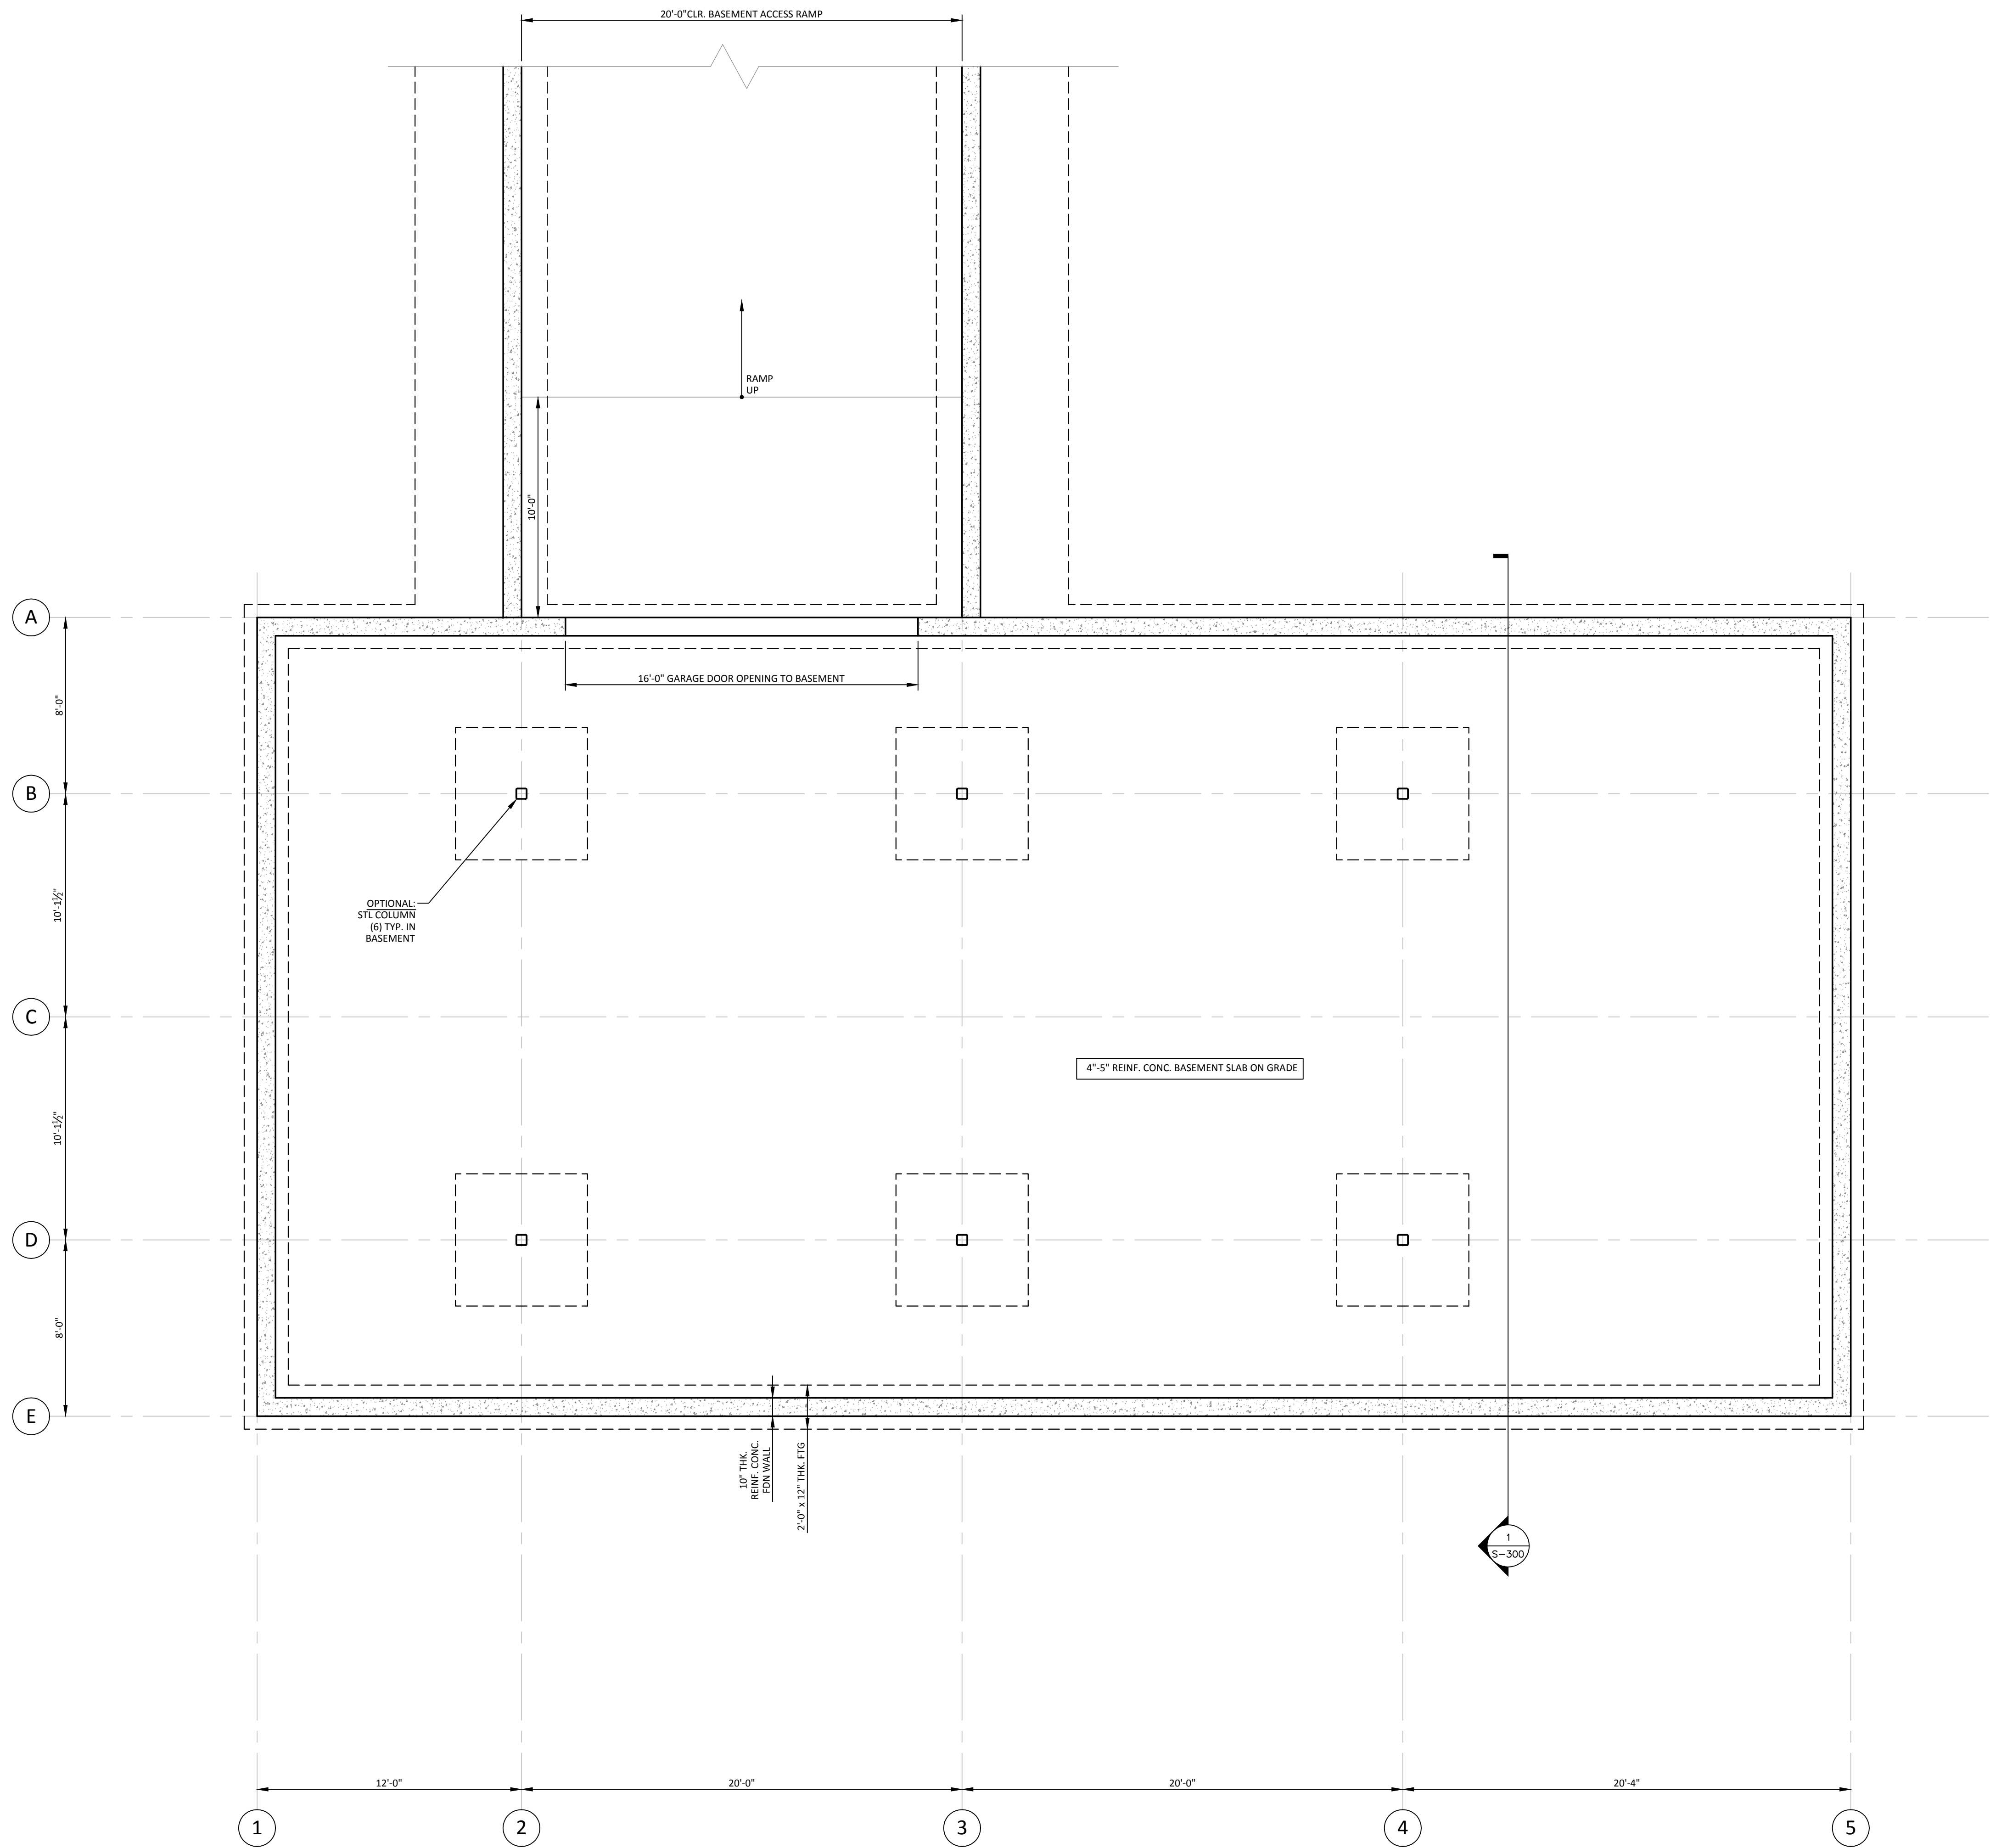 20'-0"CLR. BASEMENT ACCESS RAMP
RAMP
UP
10'-0"
A
8'-0"
16'-0" GARAGE DOOR OPENING TO BASEMENT
B
10'-1½"
OPTIONAL:
STL COLUMN
(6) TYP. IN
BASEMENT
C
4"-5" REINF. CONC. BASEMENT SLAB ON GRADE
10'-1½"
D
8'-0"
E
10" THK.
REINF. CONC.
FDN WALL
2'-0" x 12" THK. FTG
1
S-300
12'-0"
20'-0"
20'-0"
20'-4"
1
2
3
4
5